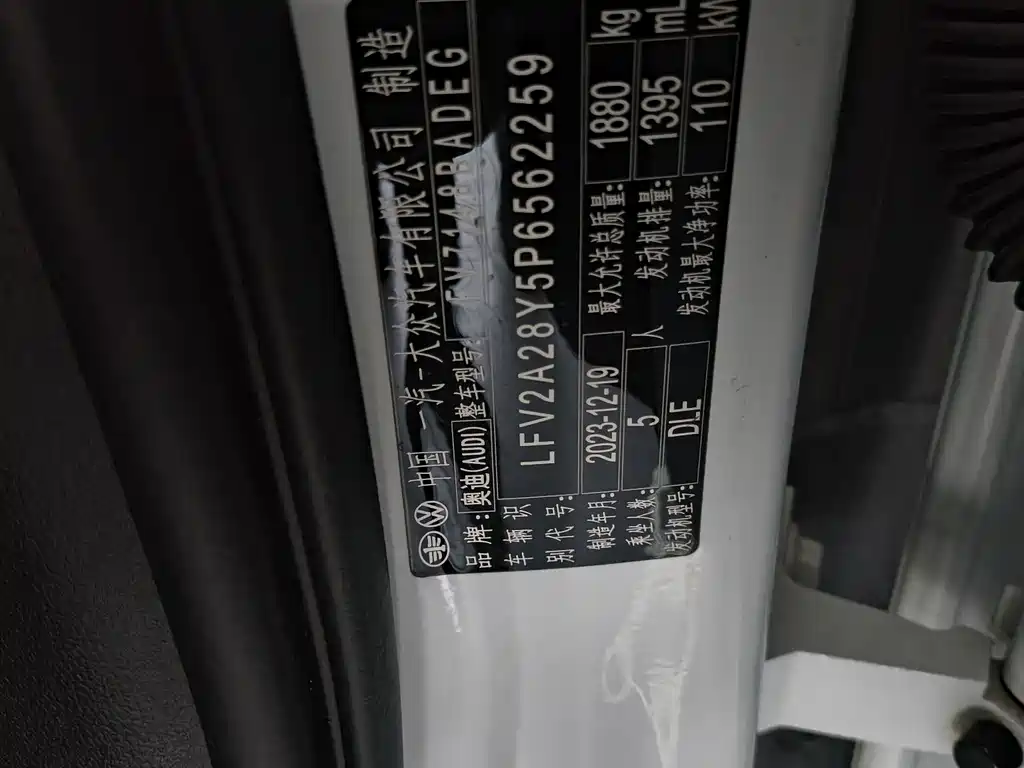 中国 一汽-大众汽车有限公司 制造
品 牌: 奥迪(AUDI) 整车型号: FV7148BADEG
车 辆 识
别 代 号: LFV2A28Y5P6562259
制造年月: 2023-12-19 最大允许总质量: 1880 kg
乘坐人数: 5 人 发动机排量: 1395 mL
发动机型号: DLE 发动机最大净功率: 110 kW